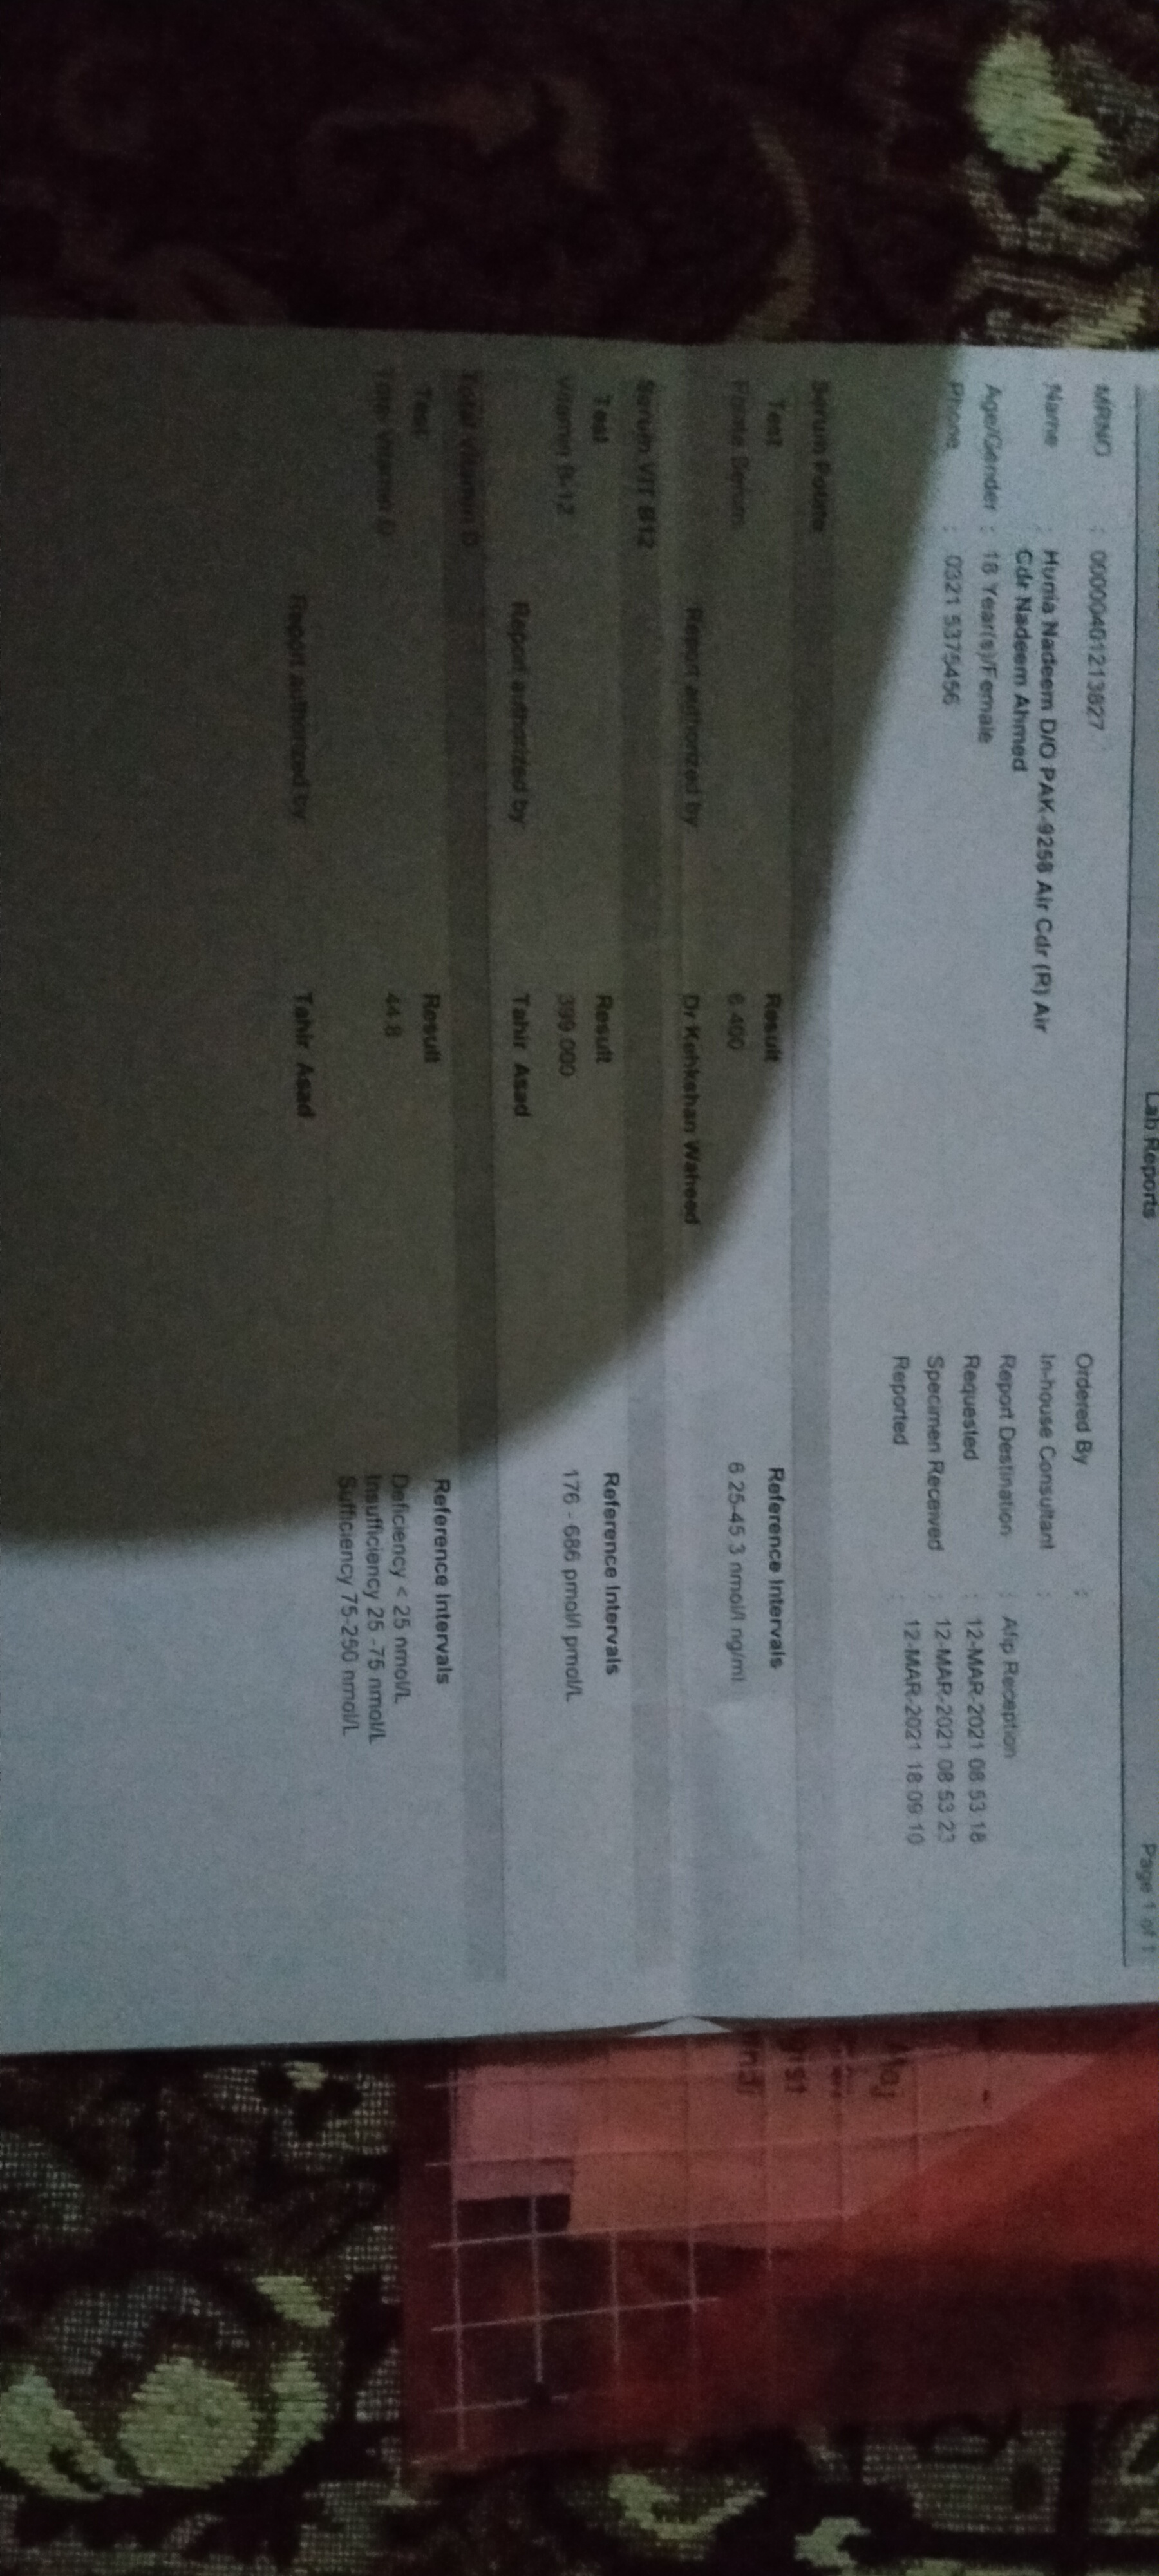 Lab Reports
Page 1 of 1
MRNO : 00000401213827
Ordered By :
Name : Hunia Nadeem D/O PAK-9258 Air Cdr (R) Air
Cdr Nadeem Ahmed
In-house Consultant :
Age/Gender : 18 Year(s)/Female
Report Destination : Afip Reception
Phone : 0321 5375456
Requested : 12-MAR-2021 08:53:18
Specimen Received : 12-MAR-2021 08:53:23
Reported : 12-MAR-2021 18:09:10
Serum Folate
Test Result Reference Intervals
Folate Serum 6.400 6.25-45.3 nmol/l ng/ml
Report authorized by Dr Kehkshan Waheed
Serum VIT B12
Test Result Reference Intervals
Vitamin B-12 399.000 176 - 686 pmol/l pmol/L
Report authorized by Tahir Asad
Total Vitamin D
Test Result Reference Intervals
Total Vitamin D 44.8 Deficiency < 25 nmol/L
Insufficiency 25 -75 nmol/L
Sufficiency 75-250 nmol/L
Report authorized by Tahir Asad